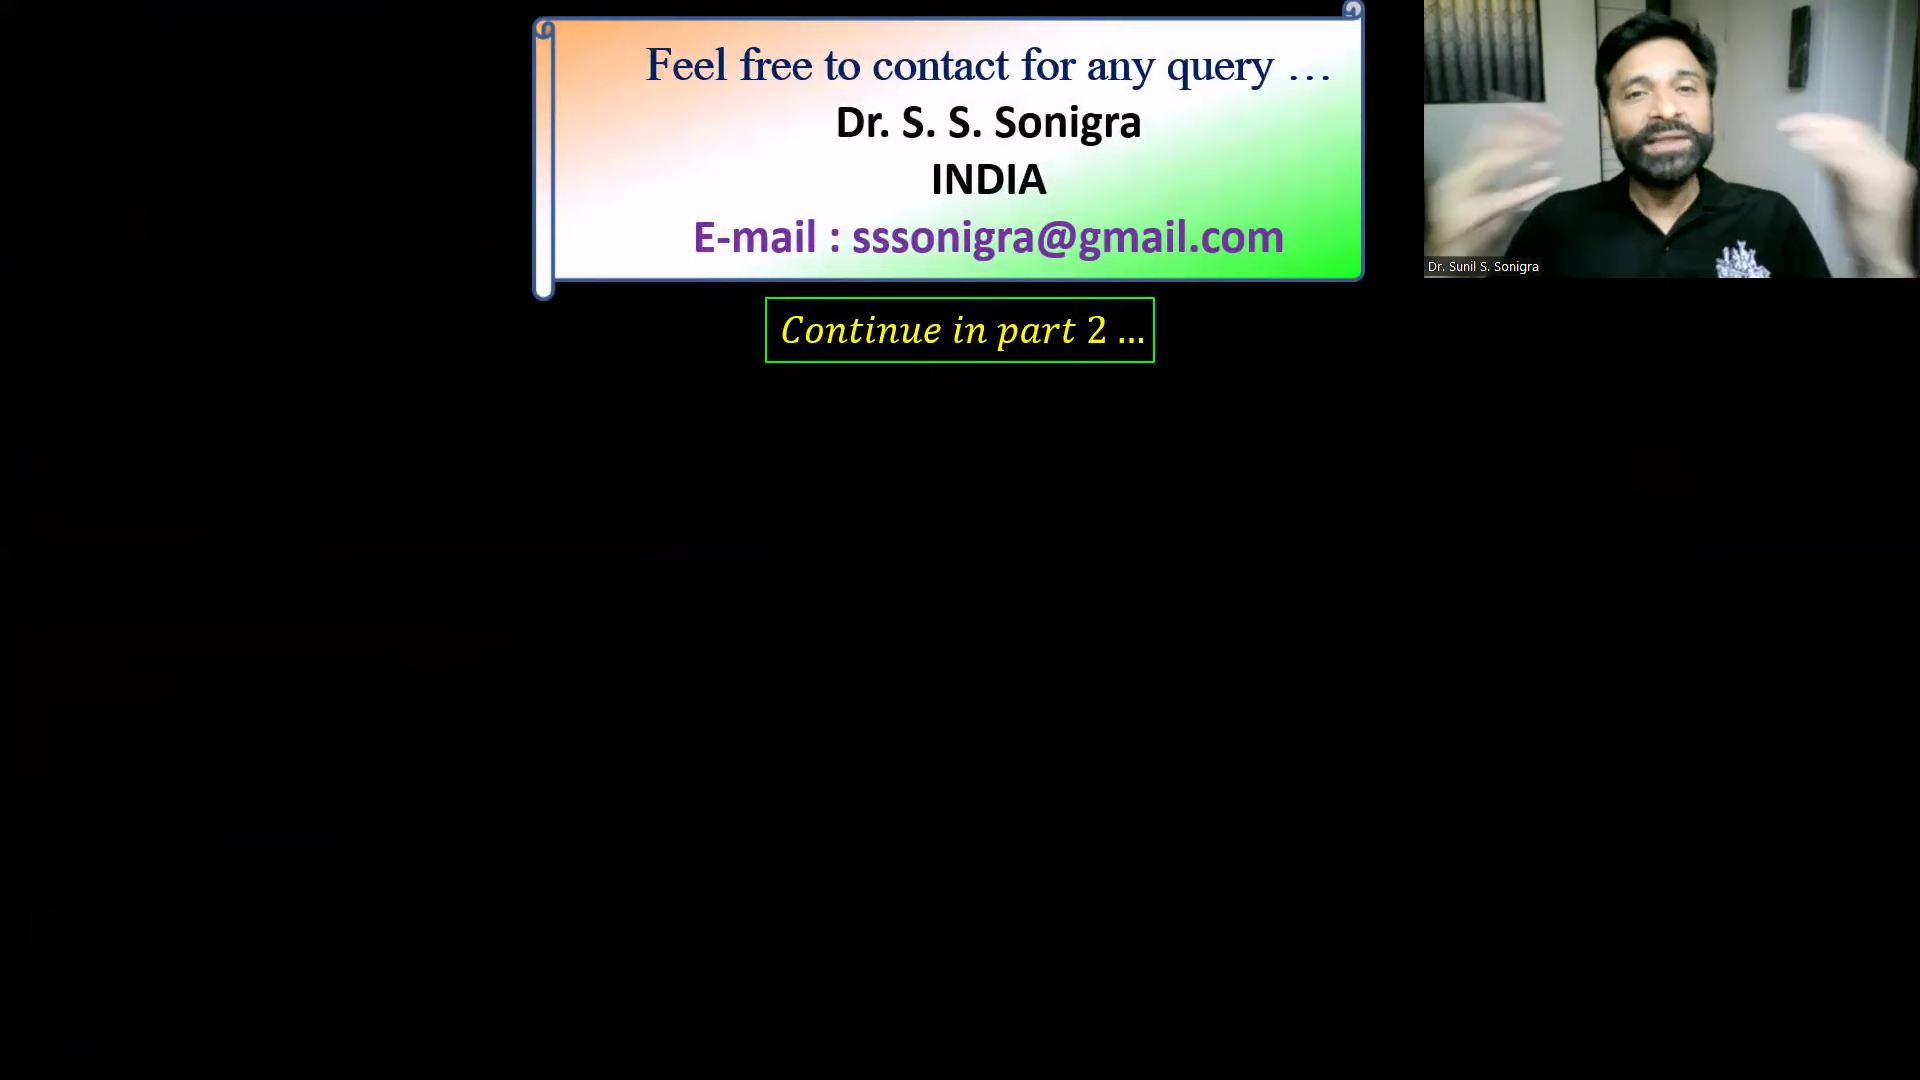 Feel free to contact for any query ...
Dr. S. S. Sonigra
INDIA
E-mail : sssonigra@gmail.com
Dr. Sunil S. Sonigra
Continue in part 2 ...